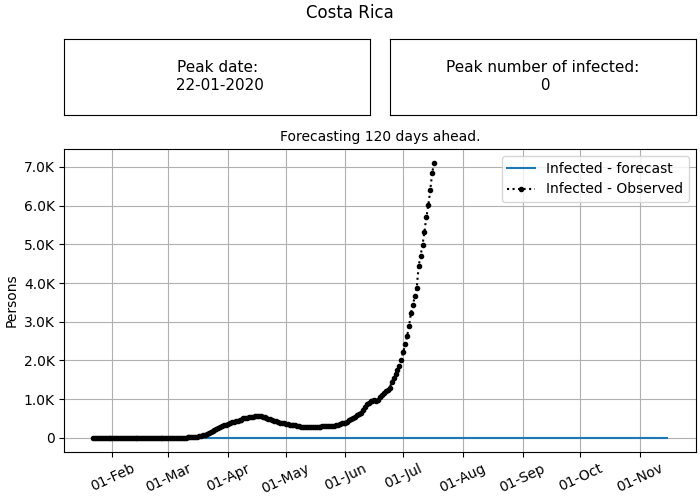 Costa Rica
Peak date:
22-01-2020
Peak number of infected:
0
Forecasting 120 days ahead.
Infected - forecast
Infected - Observed
Persons
7.0K
6.0K
5.0K
4.0K
3.0K
2.0K
1.0K
0
01-Feb
01-Mar
01-Apr
01-May
01-Jun
01-Jul
01-Aug
01-Sep
01-Oct
01-Nov